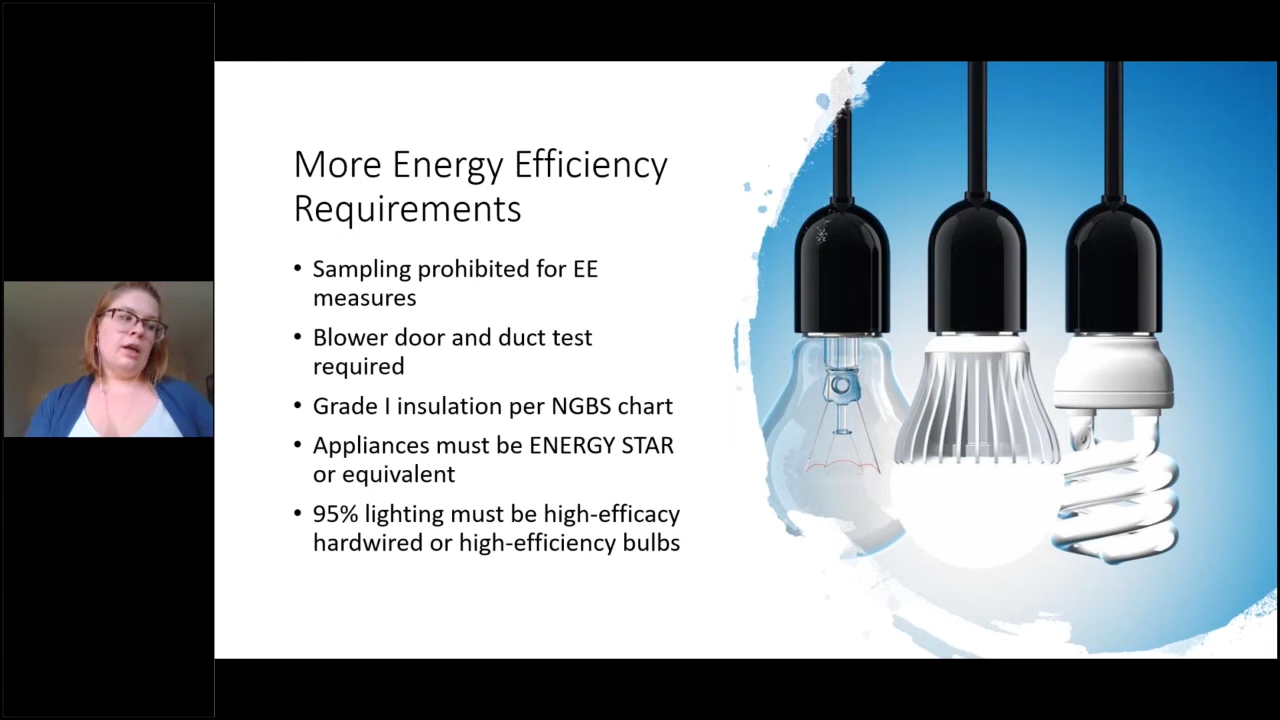 More Energy Efficiency
Requirements
• Sampling prohibited for EE
measures
• Blower door and duct test
required
• Grade I insulation per NGBS chart
• Appliances must be ENERGY STAR
or equivalent
• 95% lighting must be high-efficacy
hardwired or high-efficiency bulbs